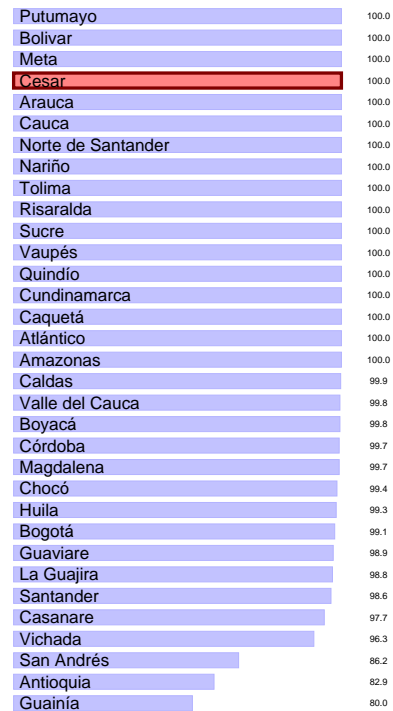 Putumayo 100.0
Bolivar 100.0
Meta 100.0
Cesar 100.0
Arauca 100.0
Cauca 100.0
Norte de Santander 100.0
Nariño 100.0
Tolima 100.0
Risaralda 100.0
Sucre 100.0
Vaupés 100.0
Quindío 100.0
Cundinamarca 100.0
Caquetá 100.0
Atlántico 100.0
Amazonas 100.0
Caldas 99.9
Valle del Cauca 99.8
Boyacá 99.8
Córdoba 99.7
Magdalena 99.7
Chocó 99.4
Huila 99.3
Bogotá 99.1
Guaviare 98.9
La Guajira 98.8
Santander 98.6
Casanare 97.7
Vichada 96.3
San Andrés 86.2
Antioquia 82.9
Guainía 80.0